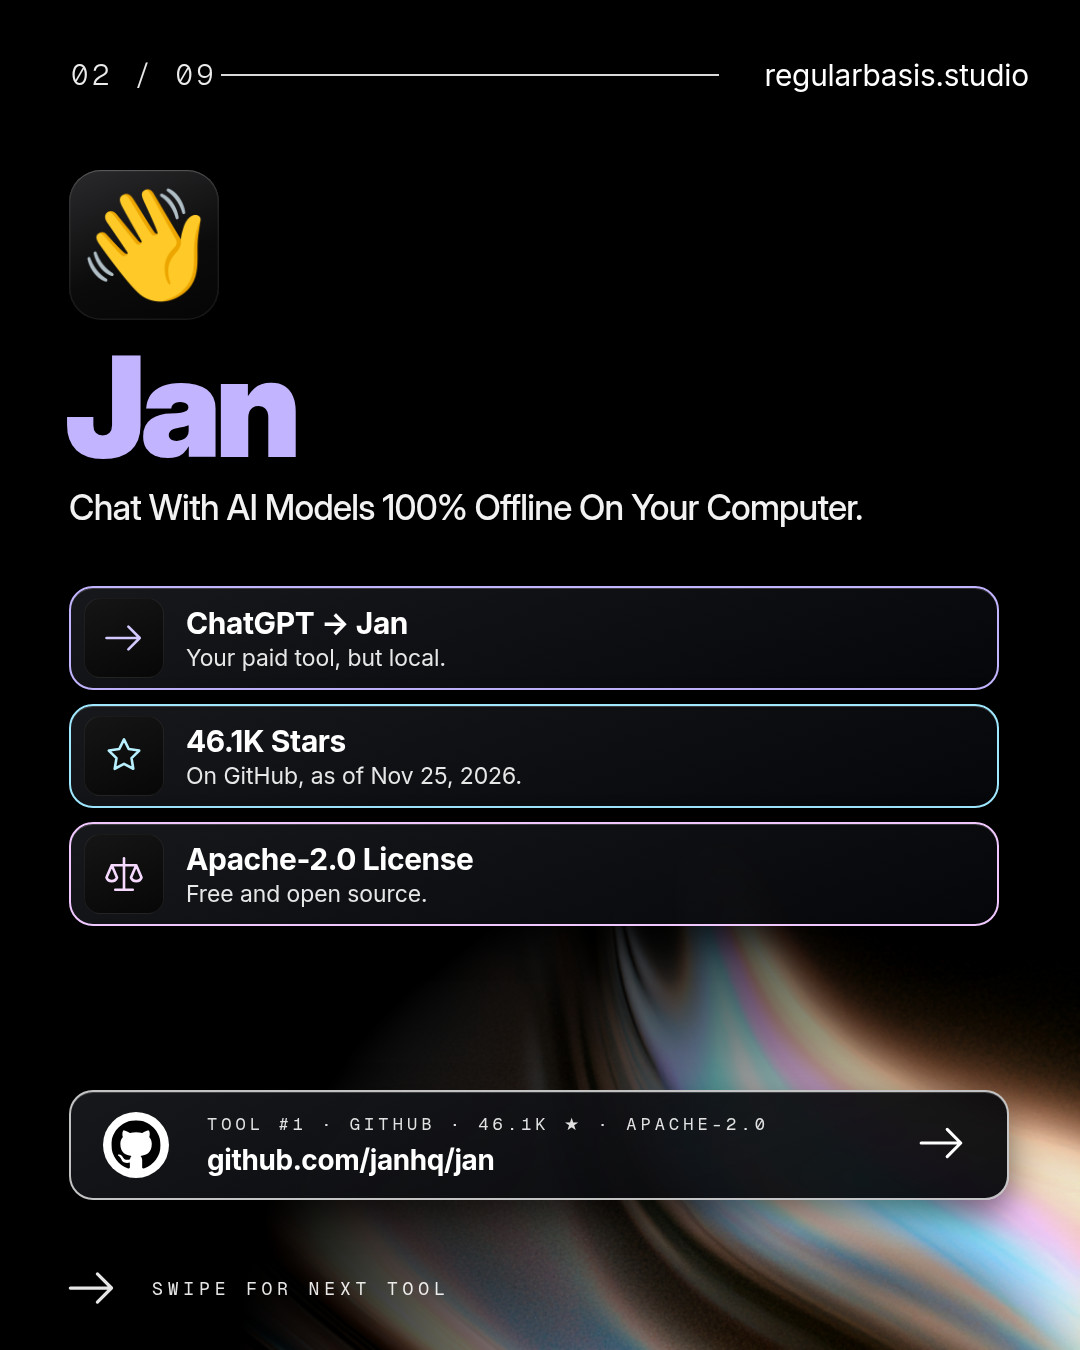 02 / 09
regularbasis.studio
Jan
Chat With AI Models 100% Offline On Your Computer.
ChatGPT → Jan
Your paid tool, but local.
46.1K Stars
On GitHub, as of Nov 25, 2026.
Apache-2.0 License
Free and open source.
TOOL #1 · GITHUB · 46.1K ★ · APACHE-2.0
github.com/janhq/jan
SWIPE FOR NEXT TOOL